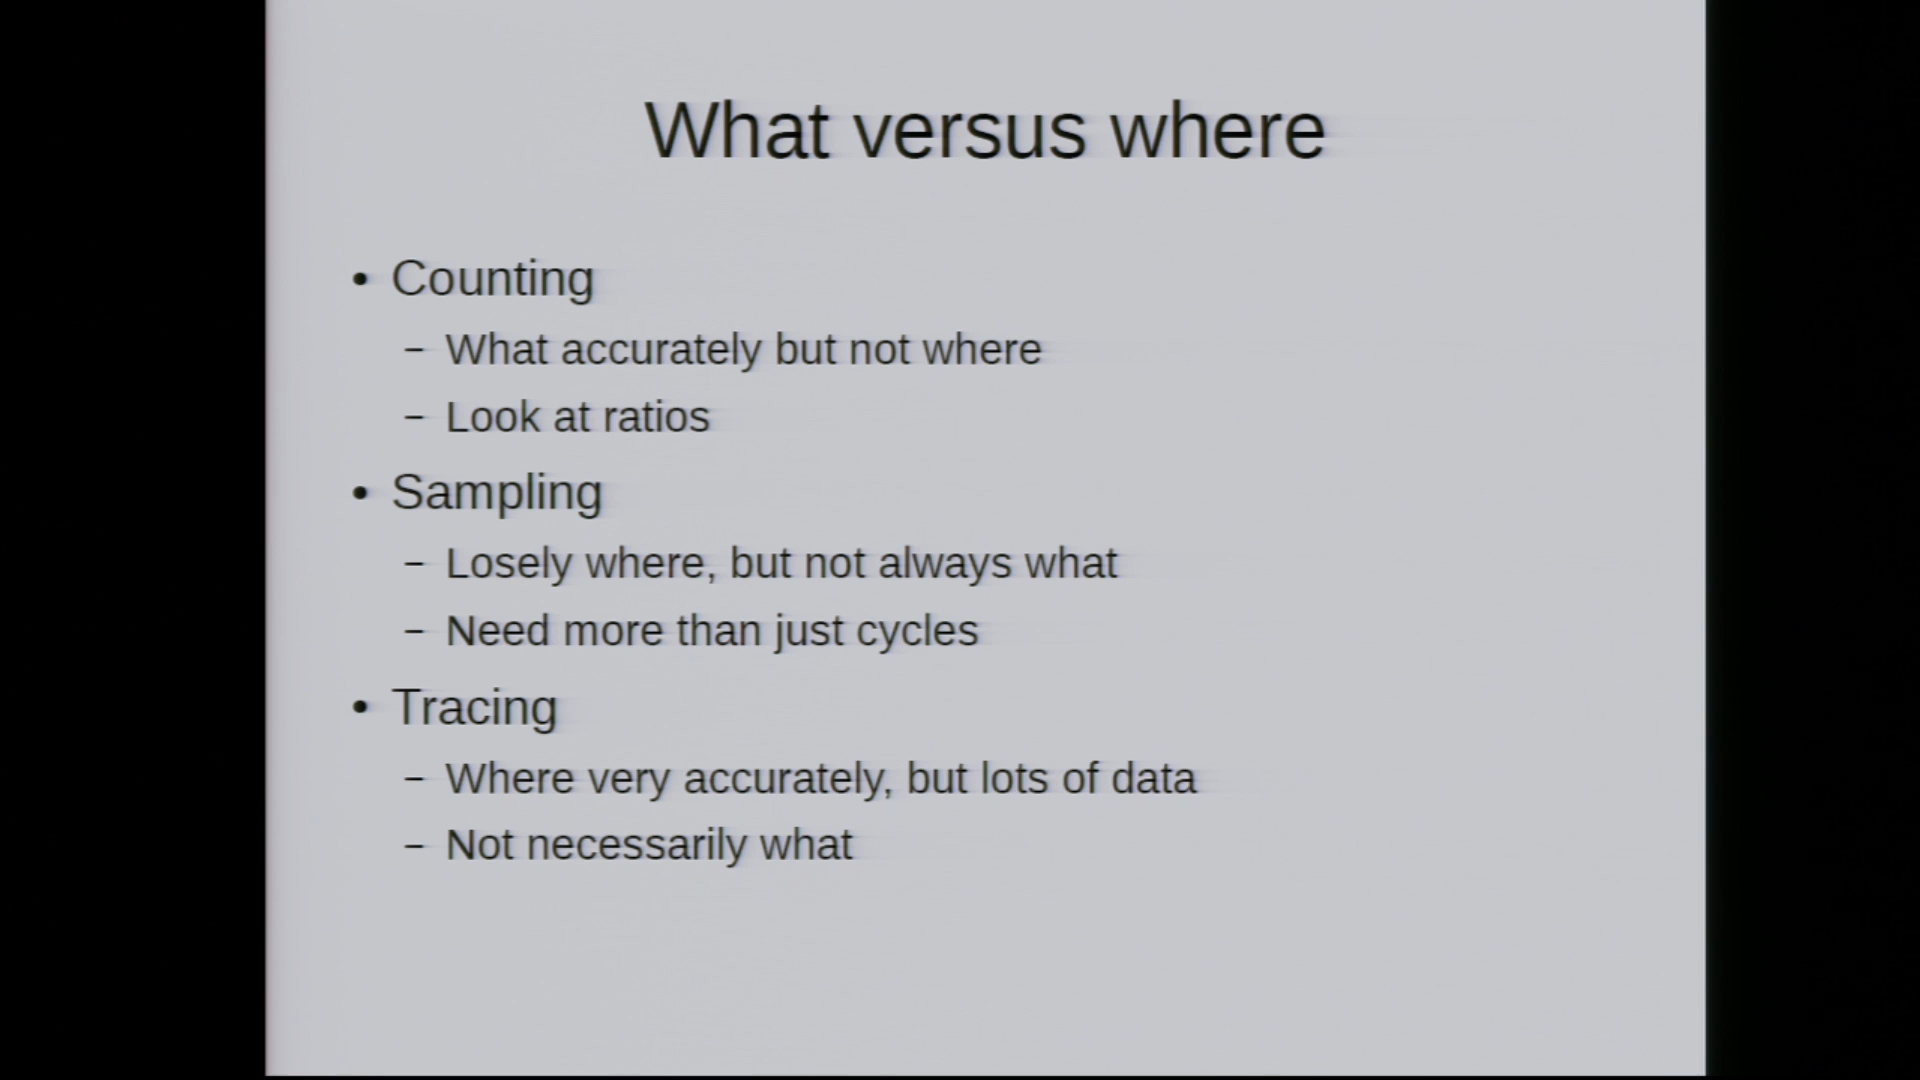 What versus where
• Counting
– What accurately but not where
– Look at ratios
• Sampling
– Losely where, but not always what
– Need more than just cycles
• Tracing
– Where very accurately, but lots of data
– Not necessarily what